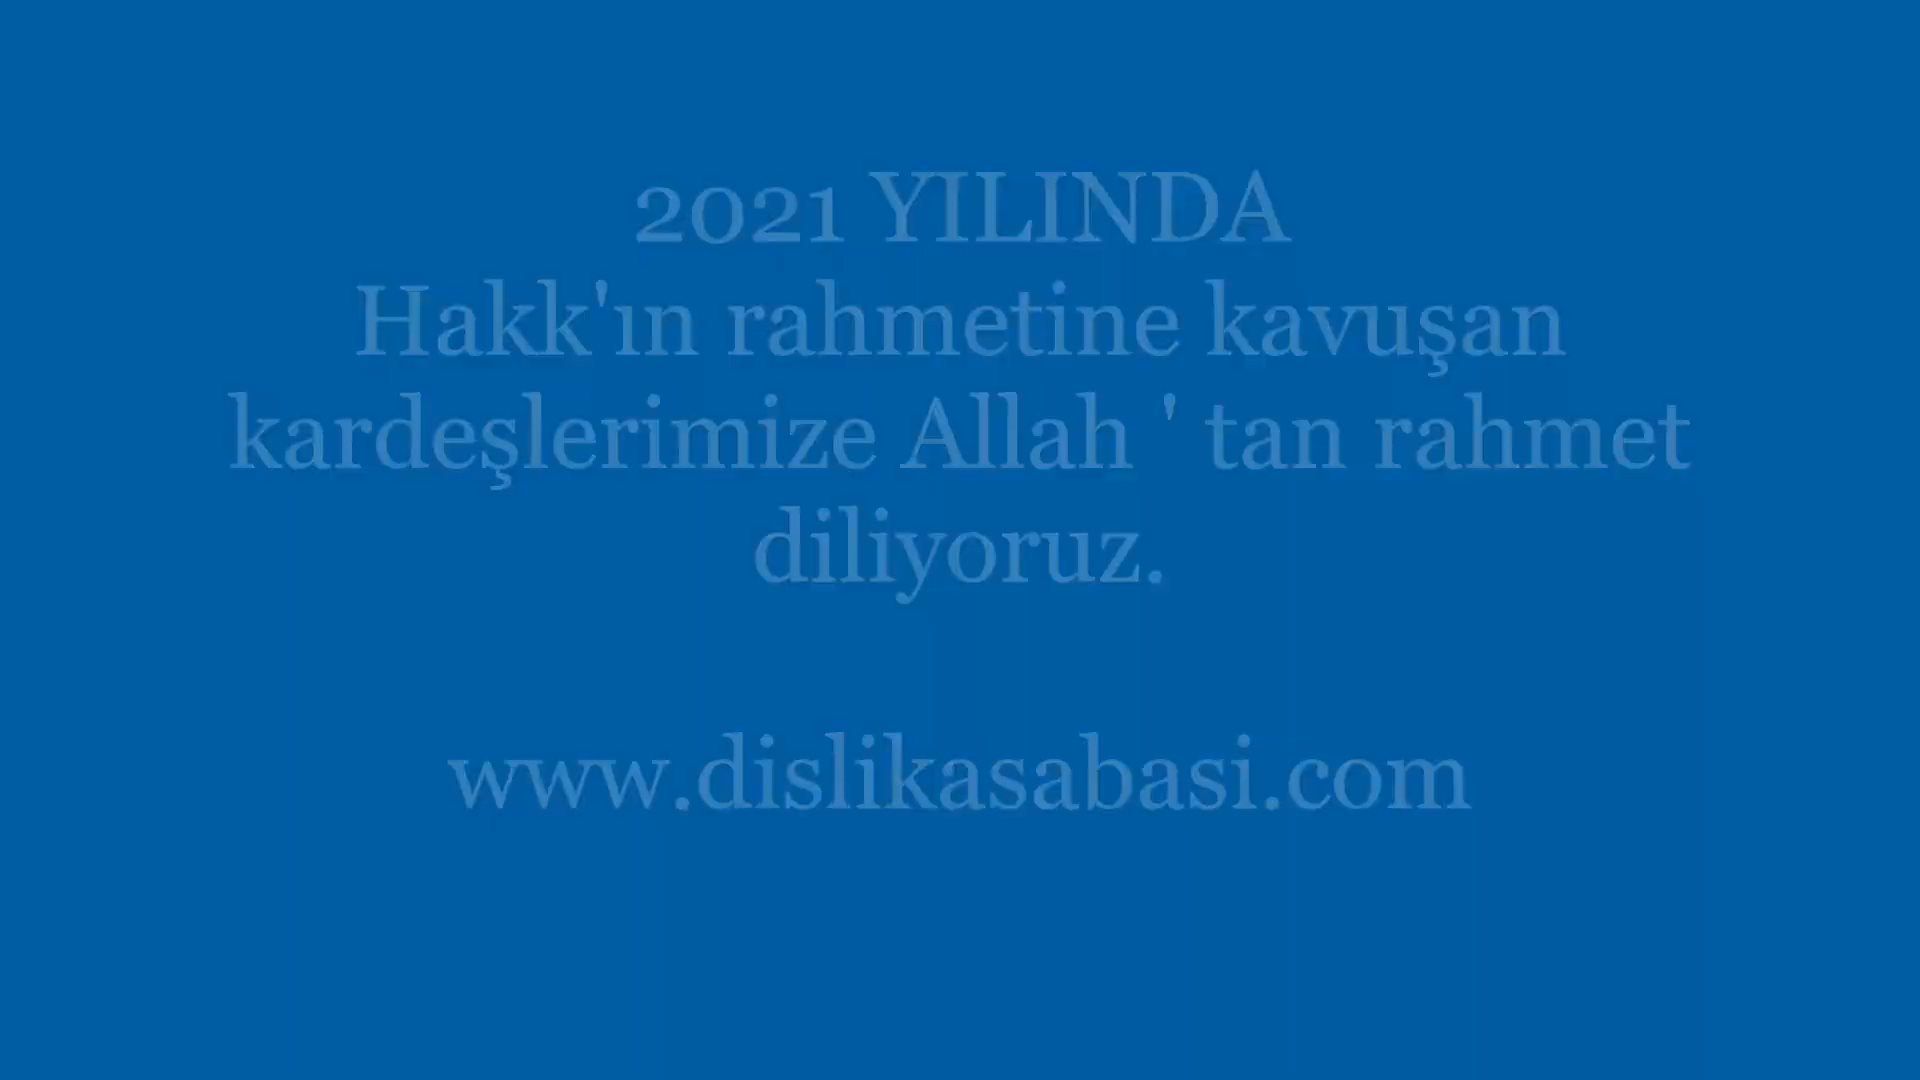 2021 YILINDA
Hakk'ın rahmetine kavuşan
kardeşlerimize Allah ' tan rahmet
diliyoruz.
www.dislikasabasi.com